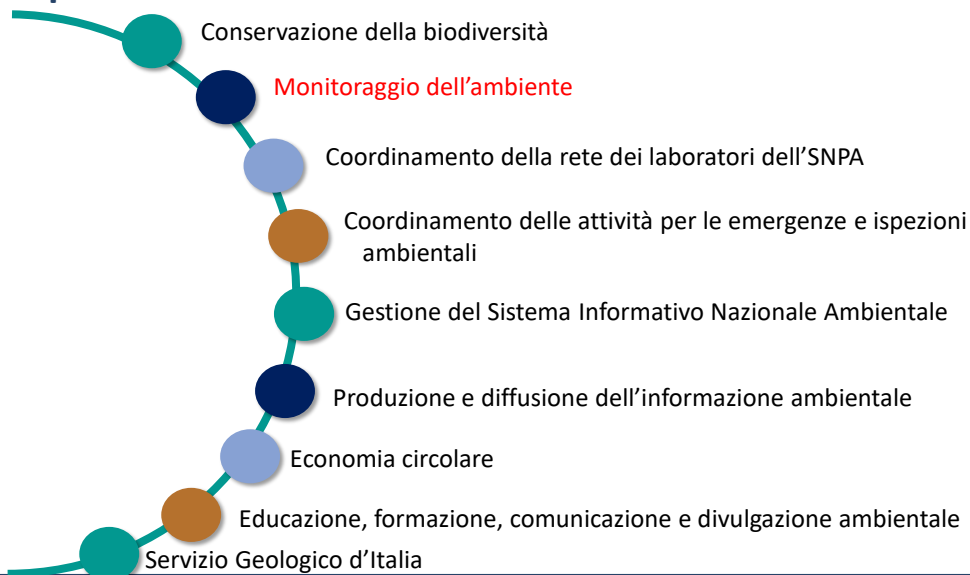 Conservazione della biodiversità
Monitoraggio dell’ambiente
Coordinamento della rete dei laboratori dell’SNPA
Coordinamento delle attività per le emergenze e ispezioni
ambientali
Gestione del Sistema Informativo Nazionale Ambientale
Produzione e diffusione dell’informazione ambientale
Economia circolare
Educazione, formazione, comunicazione e divulgazione ambientale
Servizio Geologico d’Italia